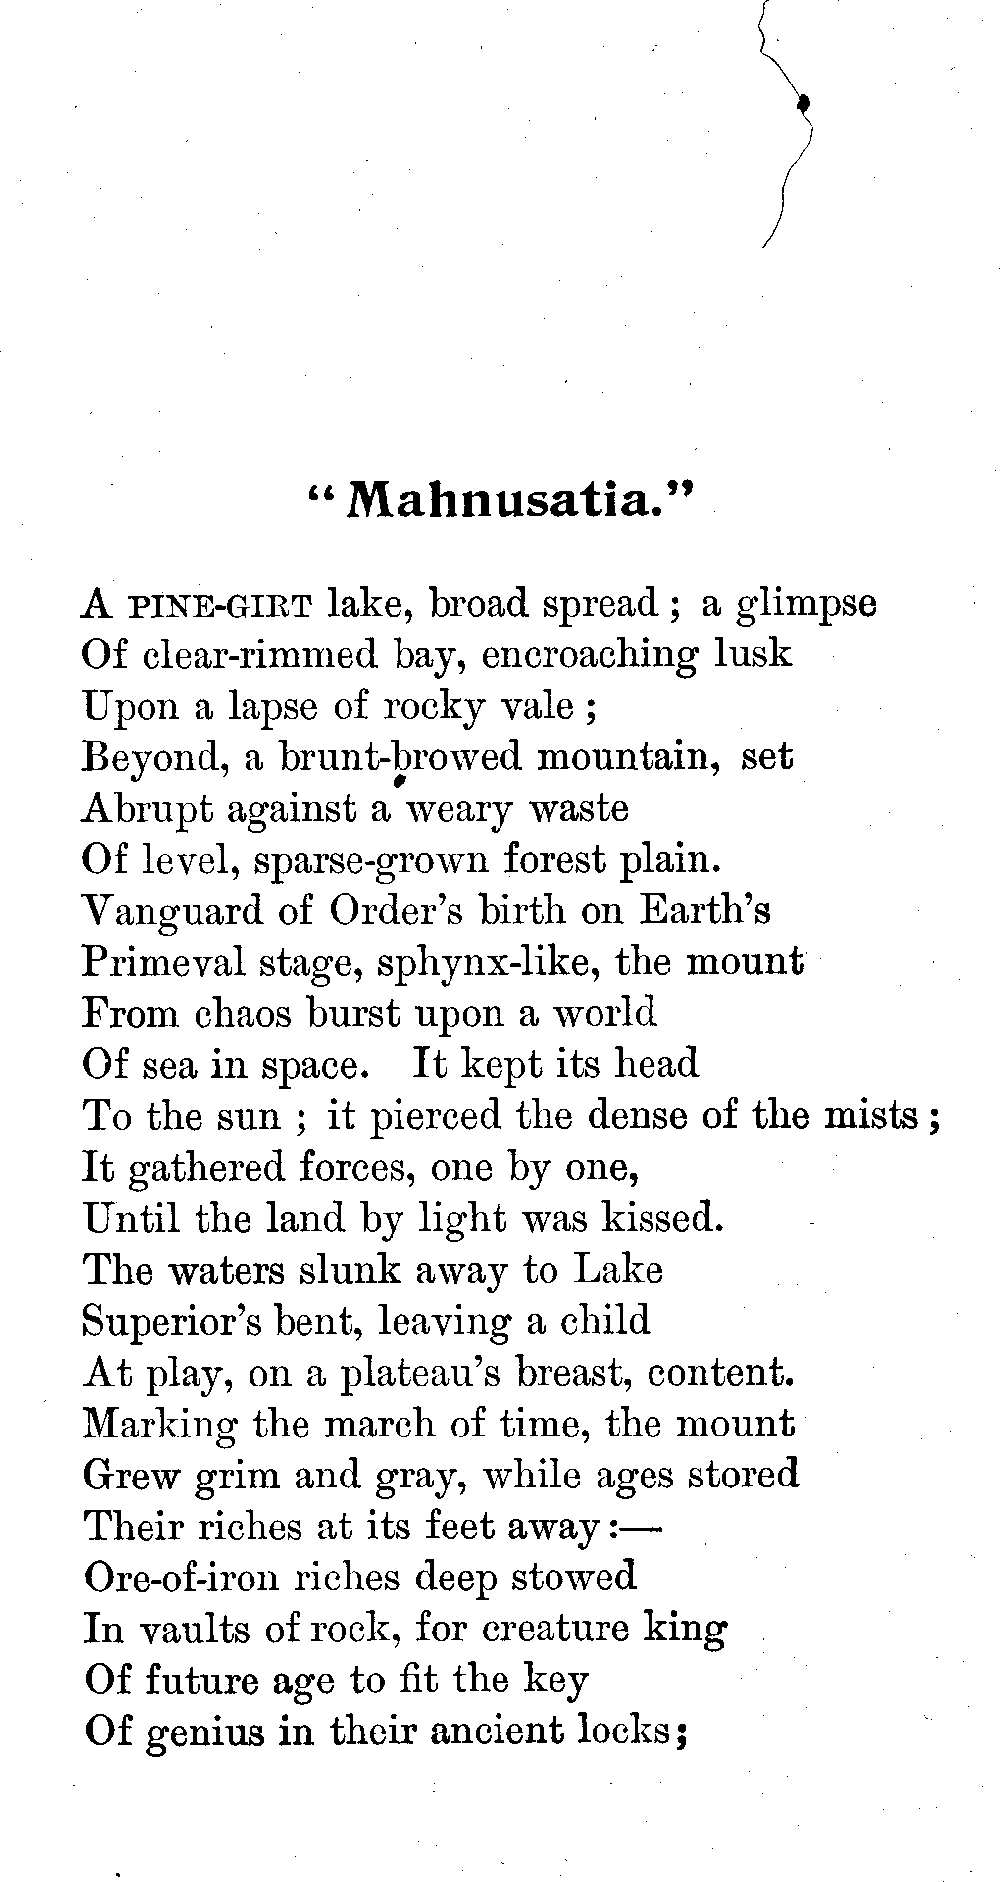 “Mahnusatia.”
A PINE-GIRT lake, broad spread ; a glimpse
Of clear-rimmed bay, encroaching lusk
Upon a lapse of rocky vale ;
Beyond, a brunt-browed mountain, set
Abrupt against a weary waste
Of level, sparse-grown forest plain.
Vanguard of Order’s birth on Earth’s
Primeval stage, sphynx-like, the mount
From chaos burst upon a world
Of sea in space. It kept its head
To the sun ; it pierced the dense of the mists ;
It gathered forces, one by one,
Until the land by light was kissed.
The waters slunk away to Lake
Superior’s bent, leaving a child
At play, on a plateau’s breast, content.
Marking the march of time, the mount
Grew grim and gray, while ages stored
Their riches at its feet away :—
Ore-of-iron riches deep stowed
In vaults of rock, for creature king
Of future age to fit the key
Of genius in their ancient locks ;